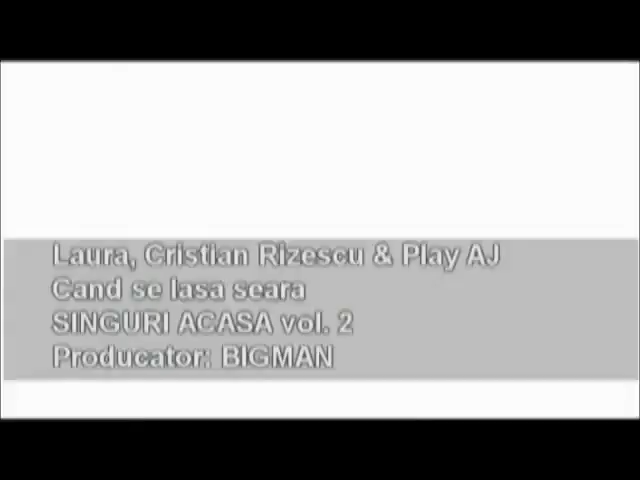 Laura, Cristian Rizescu & Play AJ
Cand se lasa seara
SINGURI ACASA vol. 2
Producator: BIGMAN